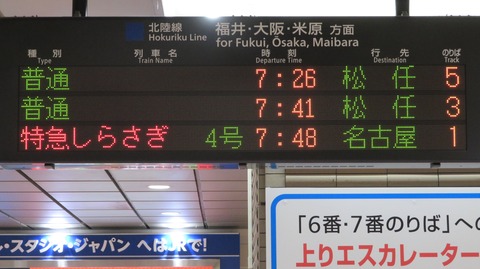 北陸線 福井・大阪・米原 方面
Hokuriku Line for Fukui, Ōsaka, Maibara
種別 列車名 時刻 行先 のりば
Train Name Departure Time Destination Track
普通 7:26 松任 5
普通 7:41 松任 3
特急しらさぎ 4号 7:48 名古屋 1
ル・スタジオ・ジャパン へはJRで!
「6番・7番のりば」へ
上りエスカレーター